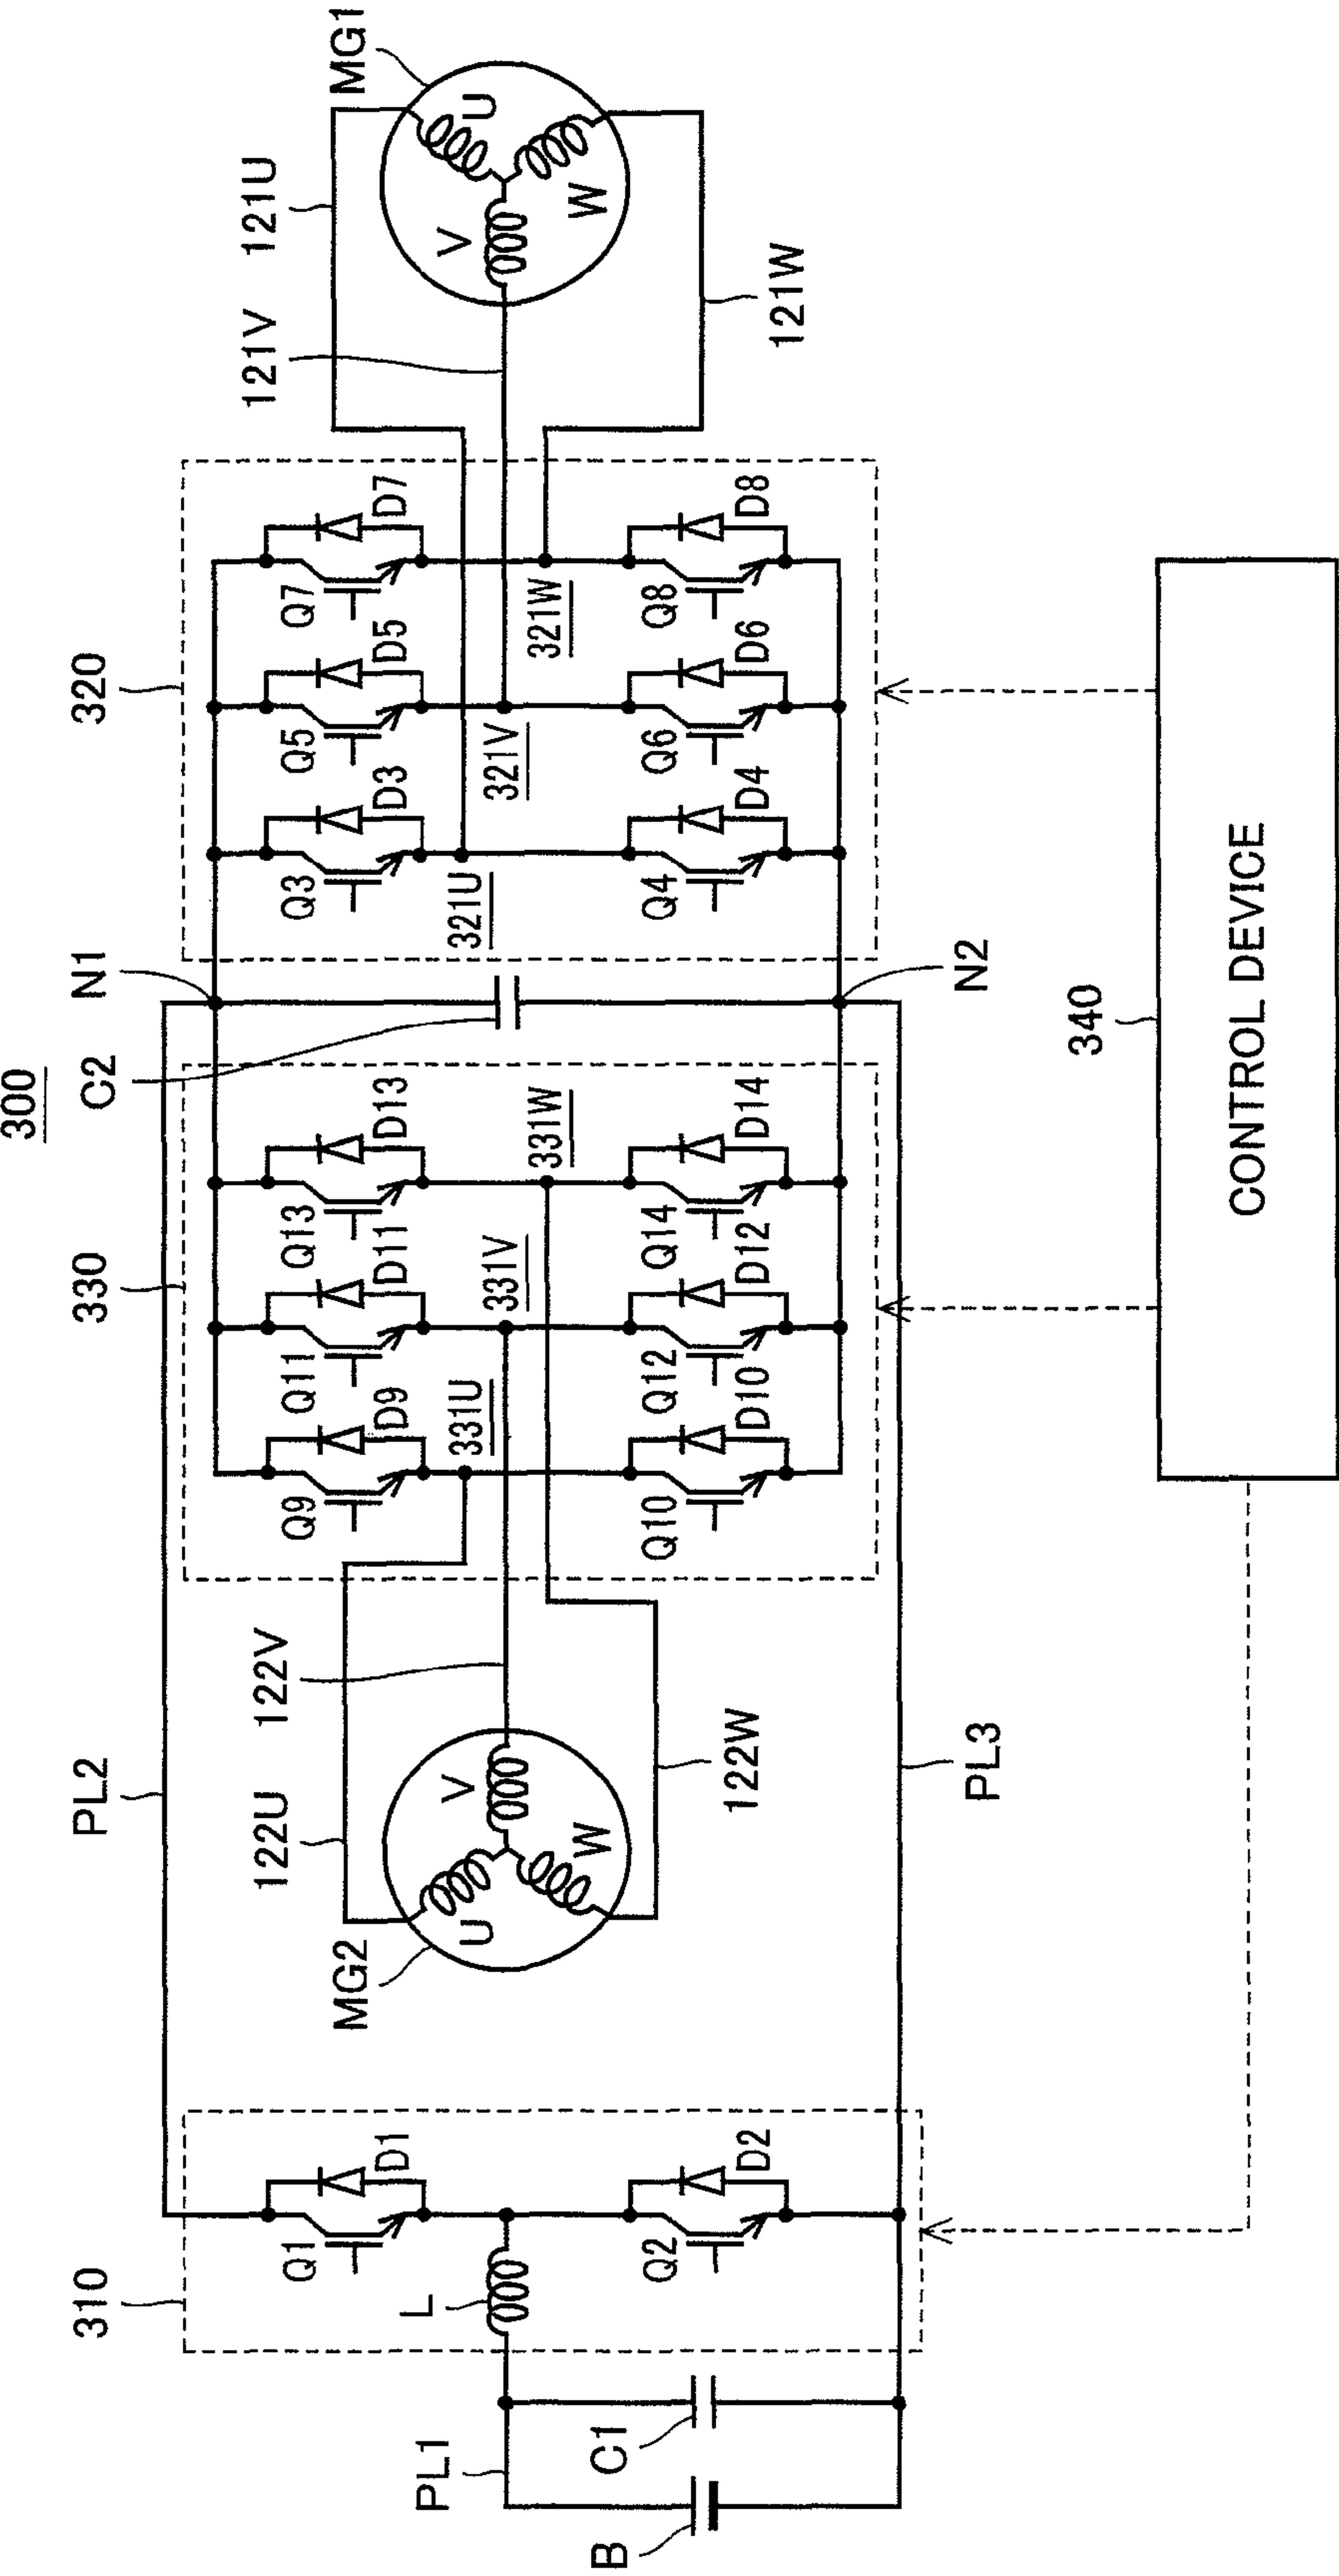 300
310
PL2
330
C2
N1
320
Q1
D1
Q9
D9
Q11
D11
Q13
D13
Q3
D3
Q5
D5
Q7
D7
MG2
122U
122V
121V
121U
MG1
PL1
L
U
V
W
331U
331V
331W
321U
321V
321W
V
U
W
B
C1
Q2
D2
122W
Q10
D10
Q12
D12
Q14
D14
Q4
D4
Q6
D6
Q8
D8
121W
PL3
N2
340
CONTROL DEVICE